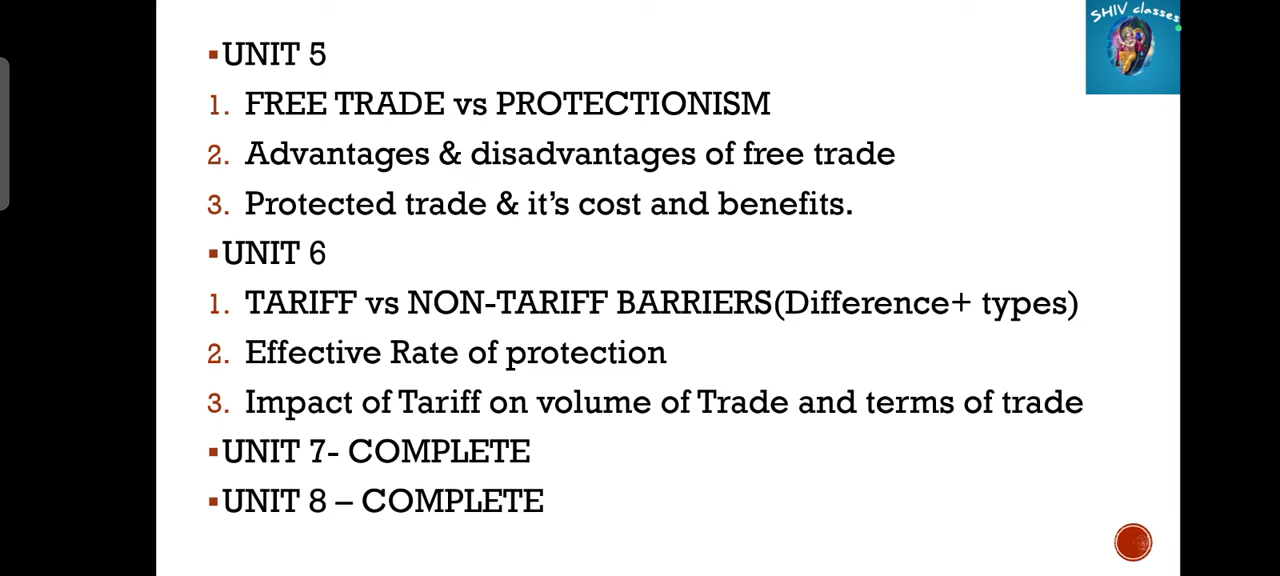 SHIV classes
▪UNIT 5
1. FREE TRADE vs PROTECTIONISM
2. Advantages & disadvantages of free trade
3. Protected trade & it’s cost and benefits.
▪UNIT 6
1. TARIFF vs NON-TARIFF BARRIERS(Difference+ types)
2. Effective Rate of protection
3. Impact of Tariff on volume of Trade and terms of trade
▪UNIT 7- COMPLETE
▪UNIT 8 – COMPLETE